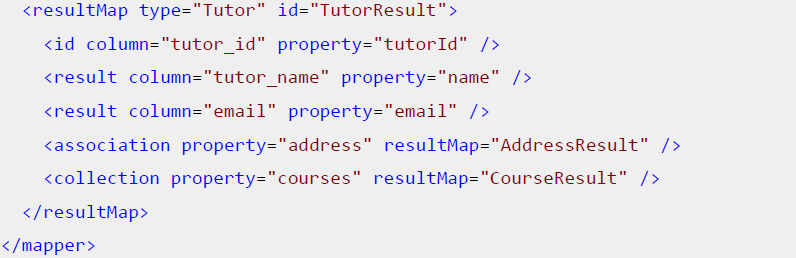 <resultMap type="Tutor" id="TutorResult">
<id column="tutor_id" property="tutorId" />
<result column="tutor_name" property="name" />
<result column="email" property="email" />
<association property="address" resultMap="AddressResult" />
<collection property="courses" resultMap="CourseResult" />
</resultMap>
</mapper>